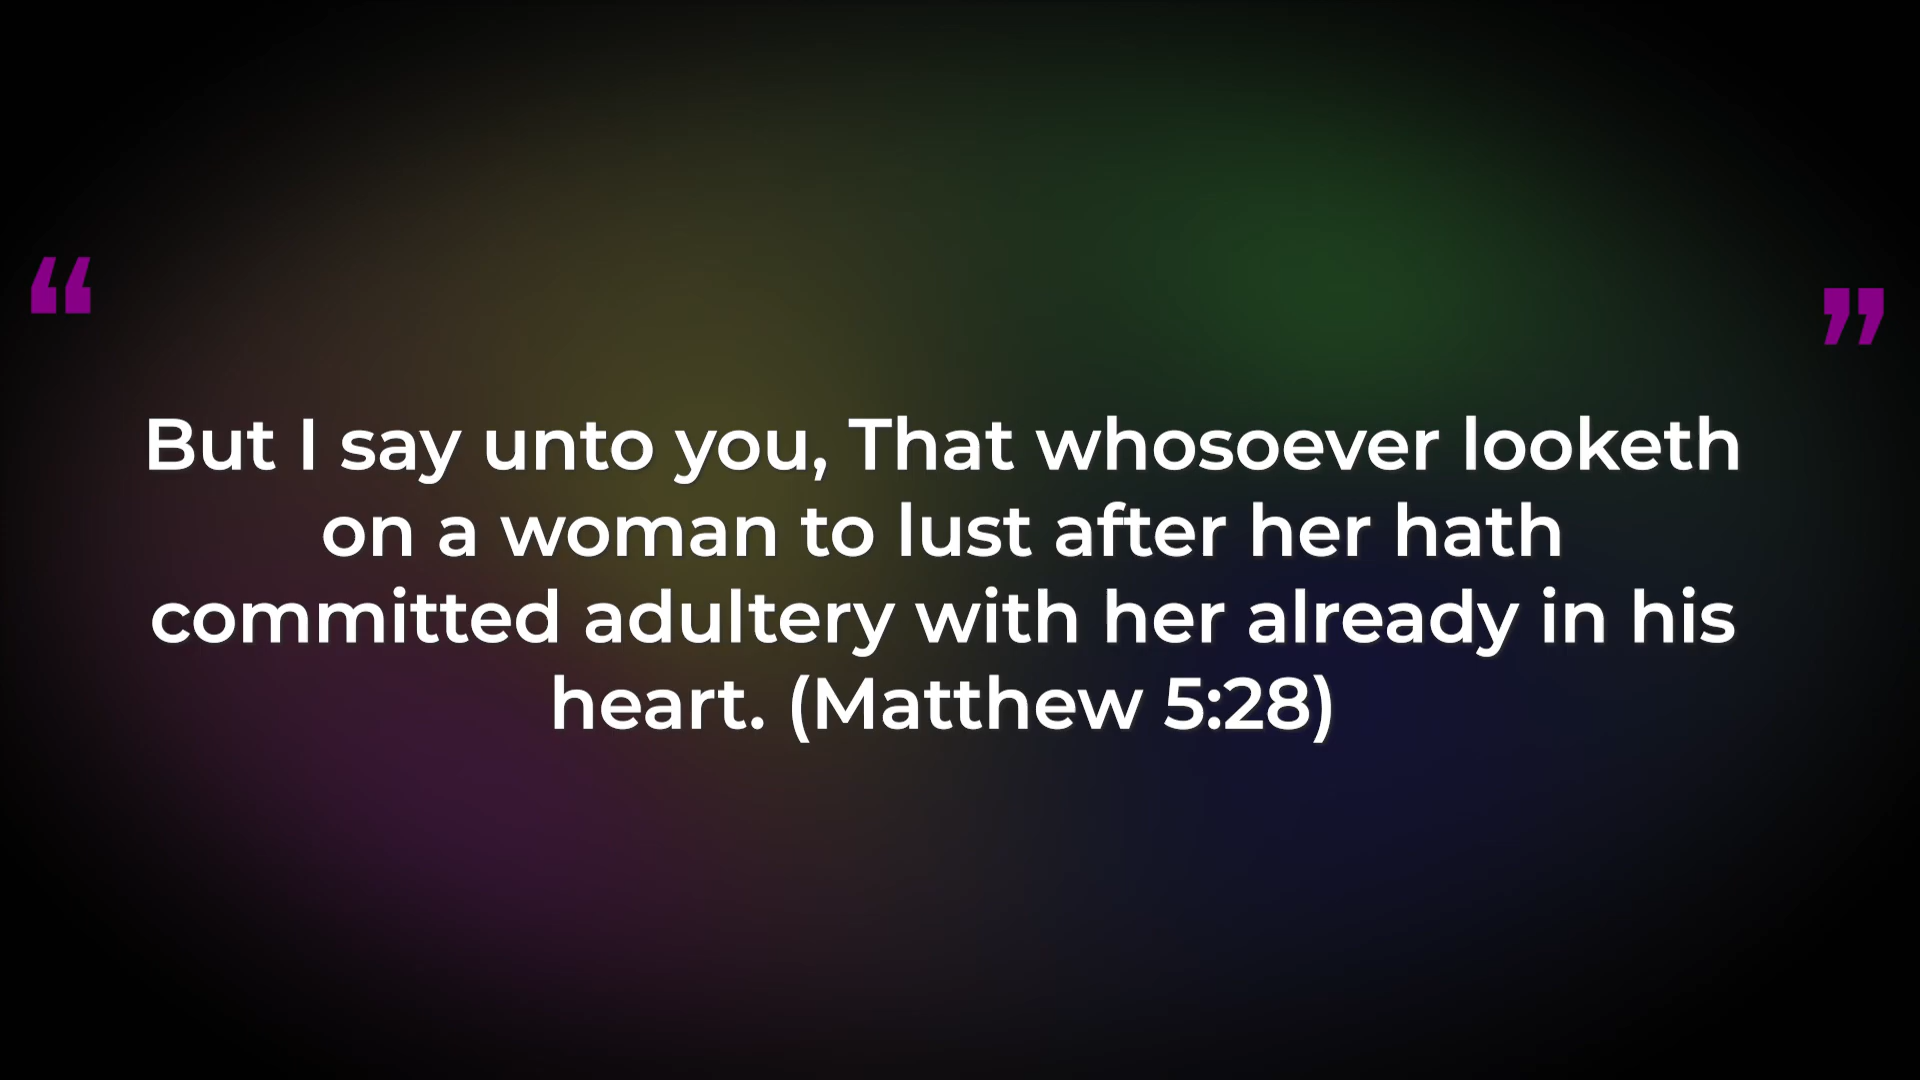 “ ”
But I say unto you, That whosoever looketh
on a woman to lust after her hath
committed adultery with her already in his
heart. (Matthew 5:28)